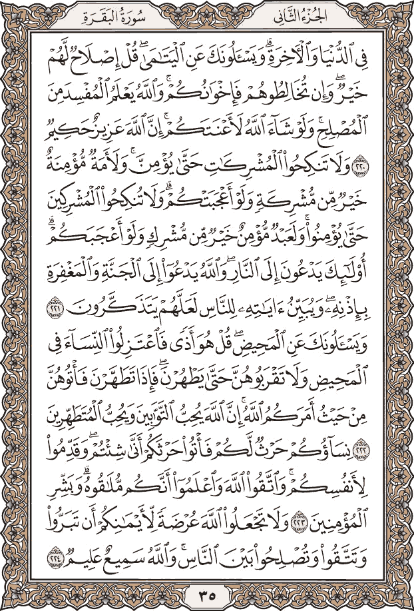 الجزء الثاني
سورة البقرة
فِي ٱلدُّنْيَا وَٱلْأَخِرَةِۗ وَيَسْـَٔلُونَكَ عَنِ ٱلْيَتَٰمَىٰۖ قُلْ إِصْلَاحٌ لَّهُمْ
خَيْرٌۖ وَإِن تُخَالِطُوهُمْ فَإِخْوَٰنُكُمْۚ وَٱللَّهُ يَعْلَمُ ٱلْمُفْسِدَ مِنَ
ٱلْمُصْلِحِۚ وَلَوْ شَآءَ ٱللَّهُ لَأَعْنَتَكُمْۚ إِنَّ ٱللَّهَ عَزِيزٌ حَكِيمٌ
٢٢٠ وَلَا تَنكِحُوا۟ ٱلْمُشْرِكَٰتِ حَتَّىٰ يُؤْمِنَّۚ وَلَأَمَةٌ مُّؤْمِنَةٌ
خَيْرٌ مِّن مُّشْرِكَةٍ وَلَوْ أَعْجَبَتْكُمْۗ وَلَا تُنكِحُوا۟ ٱلْمُشْرِكِينَ
حَتَّىٰ يُؤْمِنُوا۟ۚ وَلَعَبْدٌ مُّؤْمِنٌ خَيْرٌ مِّن مُّشْرِكٍ وَلَوْ أَعْجَبَكُمْۗ
أُو۟لَٰٓئِكَ يَدْعُونَ إِلَى ٱلنَّارِۖ وَٱللَّهُ يَدْعُوٓا۟ إِلَى ٱلْجَنَّةِ وَٱلْمَغْفِرَةِ
بِإِذْنِهِۦۖ وَيُبَيِّنُ ءَايَٰتِهِۦ لِلنَّاسِ لَعَلَّهُمْ يَتَذَكَّرُونَ ٢٢١
وَيَسْـَٔلُونَكَ عَنِ ٱلْمَحِيضِۖ قُلْ هُوَ أَذًى فَٱعْتَزِلُوا۟ ٱلنِّسَآءَ فِي
ٱلْمَحِيضِ وَلَا تَقْرَبُوهُنَّ حَتَّىٰ يَطْهُرْنَۖ فَإِذَا تَطَهَّرْنَ فَأْتُوهُنَّ
مِنْ حَيْثُ أَمَرَكُمُ ٱللَّهُۚ إِنَّ ٱللَّهَ يُحِبُّ ٱلتَّوَّٰبِينَ وَيُحِبُّ ٱلْمُتَطَهِّرِينَ
٢٢٢ نِسَآؤُكُمْ حَرْثٌ لَّكُمْ فَأْتُوا۟ حَرْثَكُمْ أَنَّىٰ شِئْتُمْۖ وَقَدِّمُوا۟
لِأَنفُسِكُمْۚ وَٱتَّقُوا۟ ٱللَّهَ وَٱعْلَمُوٓا۟ أَنَّكُم مُّلَٰقُوهُۗ وَبَشِّرِ
ٱلْمُؤْمِنِينَ ٢٢٣ وَلَا تَجْعَلُوا۟ ٱللَّهَ عُرْضَةً لِّأَيْمَٰنِكُمْ أَن تَبَرُّوا۟
وَتَتَّقُوا۟ وَتُصْلِحُوا۟ بَيْنَ ٱلنَّاسِۗ وَٱللَّهُ سَمِيعٌ عَلِيمٌ ٢٢٤
٣٥